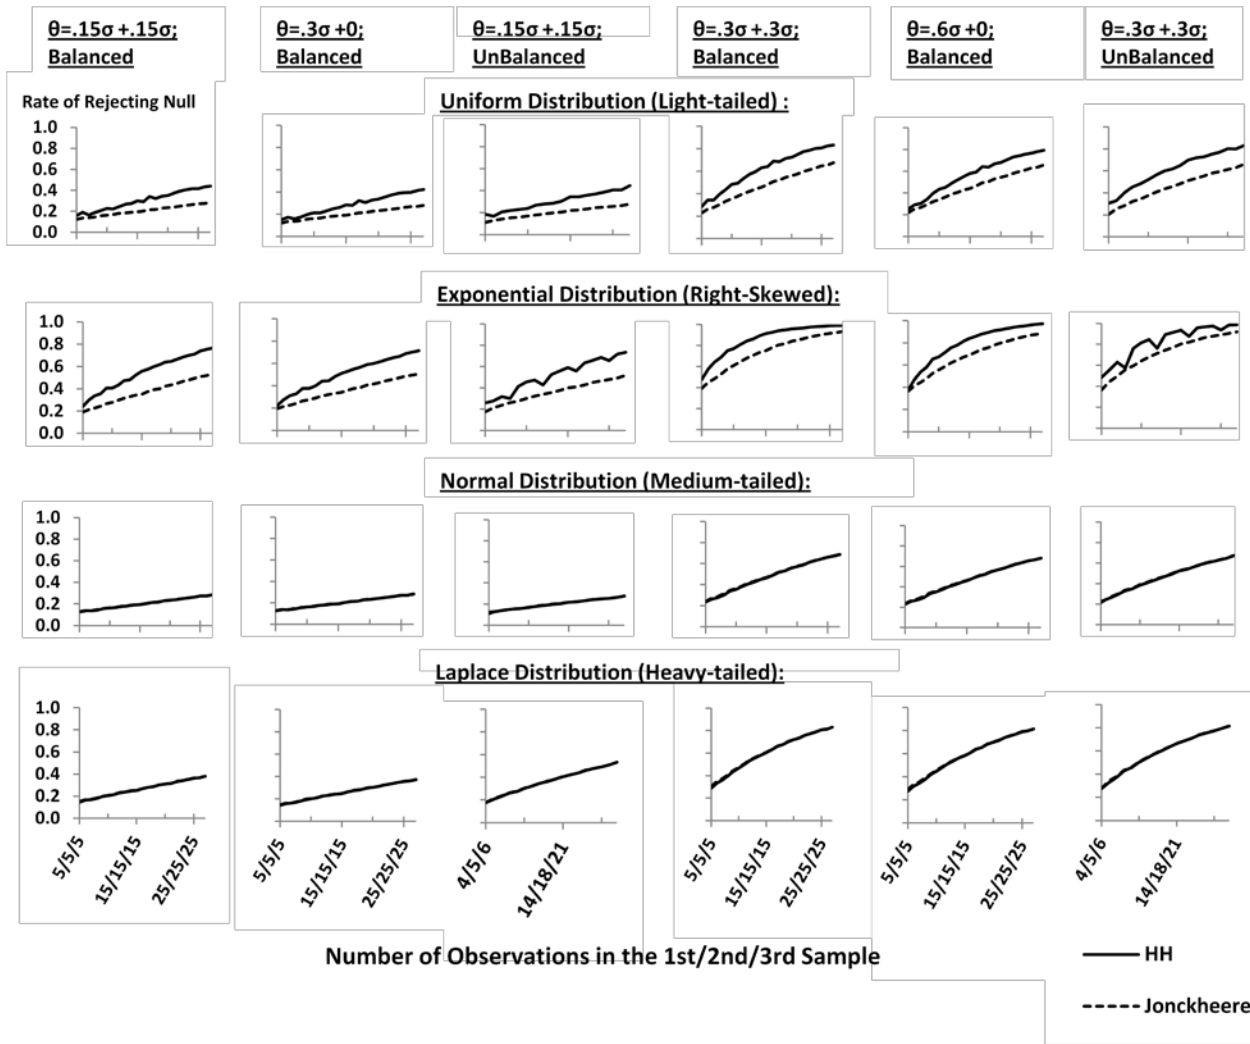 θ=.15σ +.15σ; θ=.3σ +0; θ=.15σ +.15σ; θ=.3σ +.3σ; θ=.6σ +0; θ=.3σ +.3σ;
Balanced Balanced UnBalanced Balanced Balanced UnBalanced
Rate of Rejecting Null
Uniform Distribution (Light-tailed) :
1.0
0.8
0.6
0.4
0.2
0.0
Exponential Distribution (Right-Skewed):
1.0
0.8
0.6
0.4
0.2
0.0
Normal Distribution (Medium-tailed):
1.0
0.8
0.6
0.4
0.2
0.0
Laplace Distribution (Heavy-tailed):
1.0
0.8
0.6
0.4
0.2
0.0
5/5/5 15/15/15 25/25/25 5/5/5 15/15/15 25/25/25 4/5/6 14/18/21 5/5/5 15/15/15 25/25/25 5/5/5 15/15/15 25/25/25 4/5/6 14/18/21
Number of Observations in the 1st/2nd/3rd Sample
HH
Jonckheere